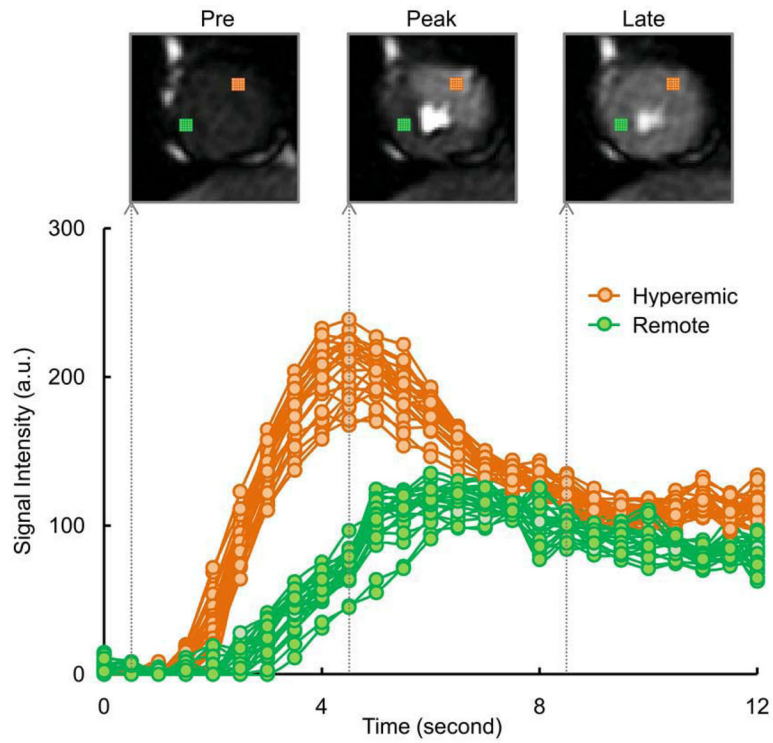 Pre Peak Late
300
200
100
0
Signal Intensity (a.u.)
Hyperemic
Remote
0 4 8 12
Time (second)